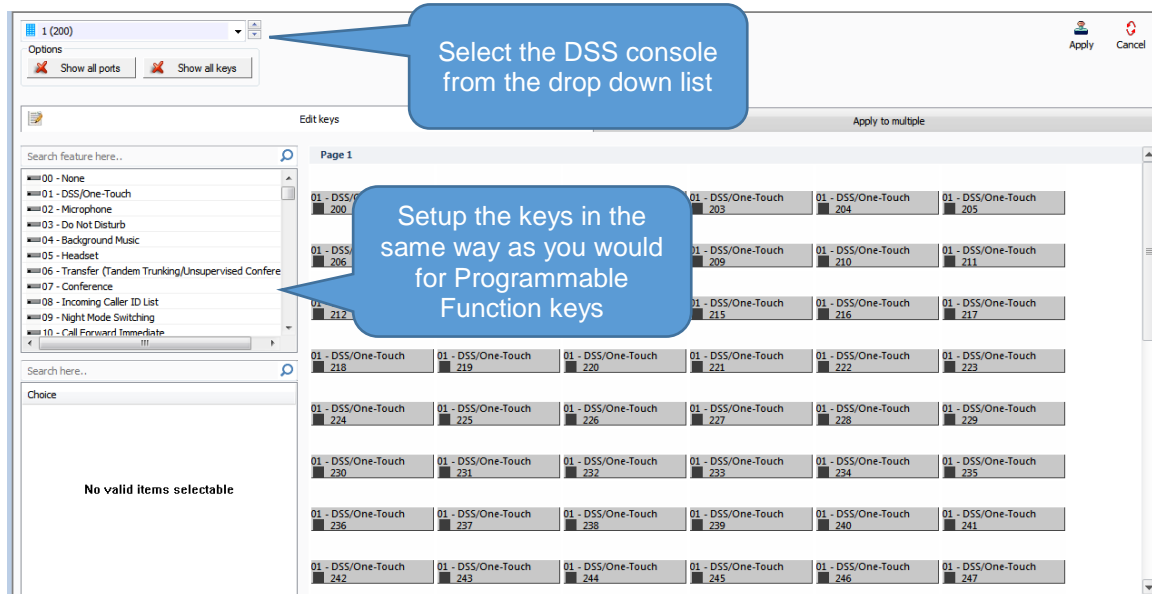 1 (200)
Apply
Cancel
Options
Show all ports
Show all keys
Select the DSS console
from the drop down list
Edit keys
Apply to multiple
Search feature here..
00 - None
01 - DSS/One-Touch
02 - Microphone
03 - Do Not Disturb
04 - Background Music
05 - Headset
06 - Transfer (Tandem Trunking/Unsupervised Confere
07 - Conference
08 - Incoming Caller ID List
09 - Night Mode Switching
10 - Call Forward Immediate
Search here..
Choice
No valid items selectable
Page 1
Setup the keys in the
same way as you would
for Programmable
Function keys
01 - DSS/ 01 - DSS/One-Touch 01 - DSS/One-Touch 01 - DSS/One-Touch
200 203 204 205
01 - DSS/ 01 - DSS/One-Touch 01 - DSS/One-Touch 01 - DSS/One-Touch
206 209 210 211
01 - DSS/One-Touch 01 - DSS/One-Touch 01 - DSS/One-Touch
212 215 216 217
01 - DSS/One-Touch 01 - DSS/One-Touch 01 - DSS/One-Touch 01 - DSS/One-Touch 01 - DSS/One-Touch 01 - DSS/One-Touch
218 219 220 221 222 223
01 - DSS/One-Touch 01 - DSS/One-Touch 01 - DSS/One-Touch 01 - DSS/One-Touch 01 - DSS/One-Touch 01 - DSS/One-Touch
224 225 226 227 228 229
01 - DSS/One-Touch 01 - DSS/One-Touch 01 - DSS/One-Touch 01 - DSS/One-Touch 01 - DSS/One-Touch 01 - DSS/One-Touch
230 231 232 233 234 235
01 - DSS/One-Touch 01 - DSS/One-Touch 01 - DSS/One-Touch 01 - DSS/One-Touch 01 - DSS/One-Touch 01 - DSS/One-Touch
236 237 238 239 240 241
01 - DSS/One-Touch 01 - DSS/One-Touch 01 - DSS/One-Touch 01 - DSS/One-Touch 01 - DSS/One-Touch 01 - DSS/One-Touch
242 243 244 245 246 247